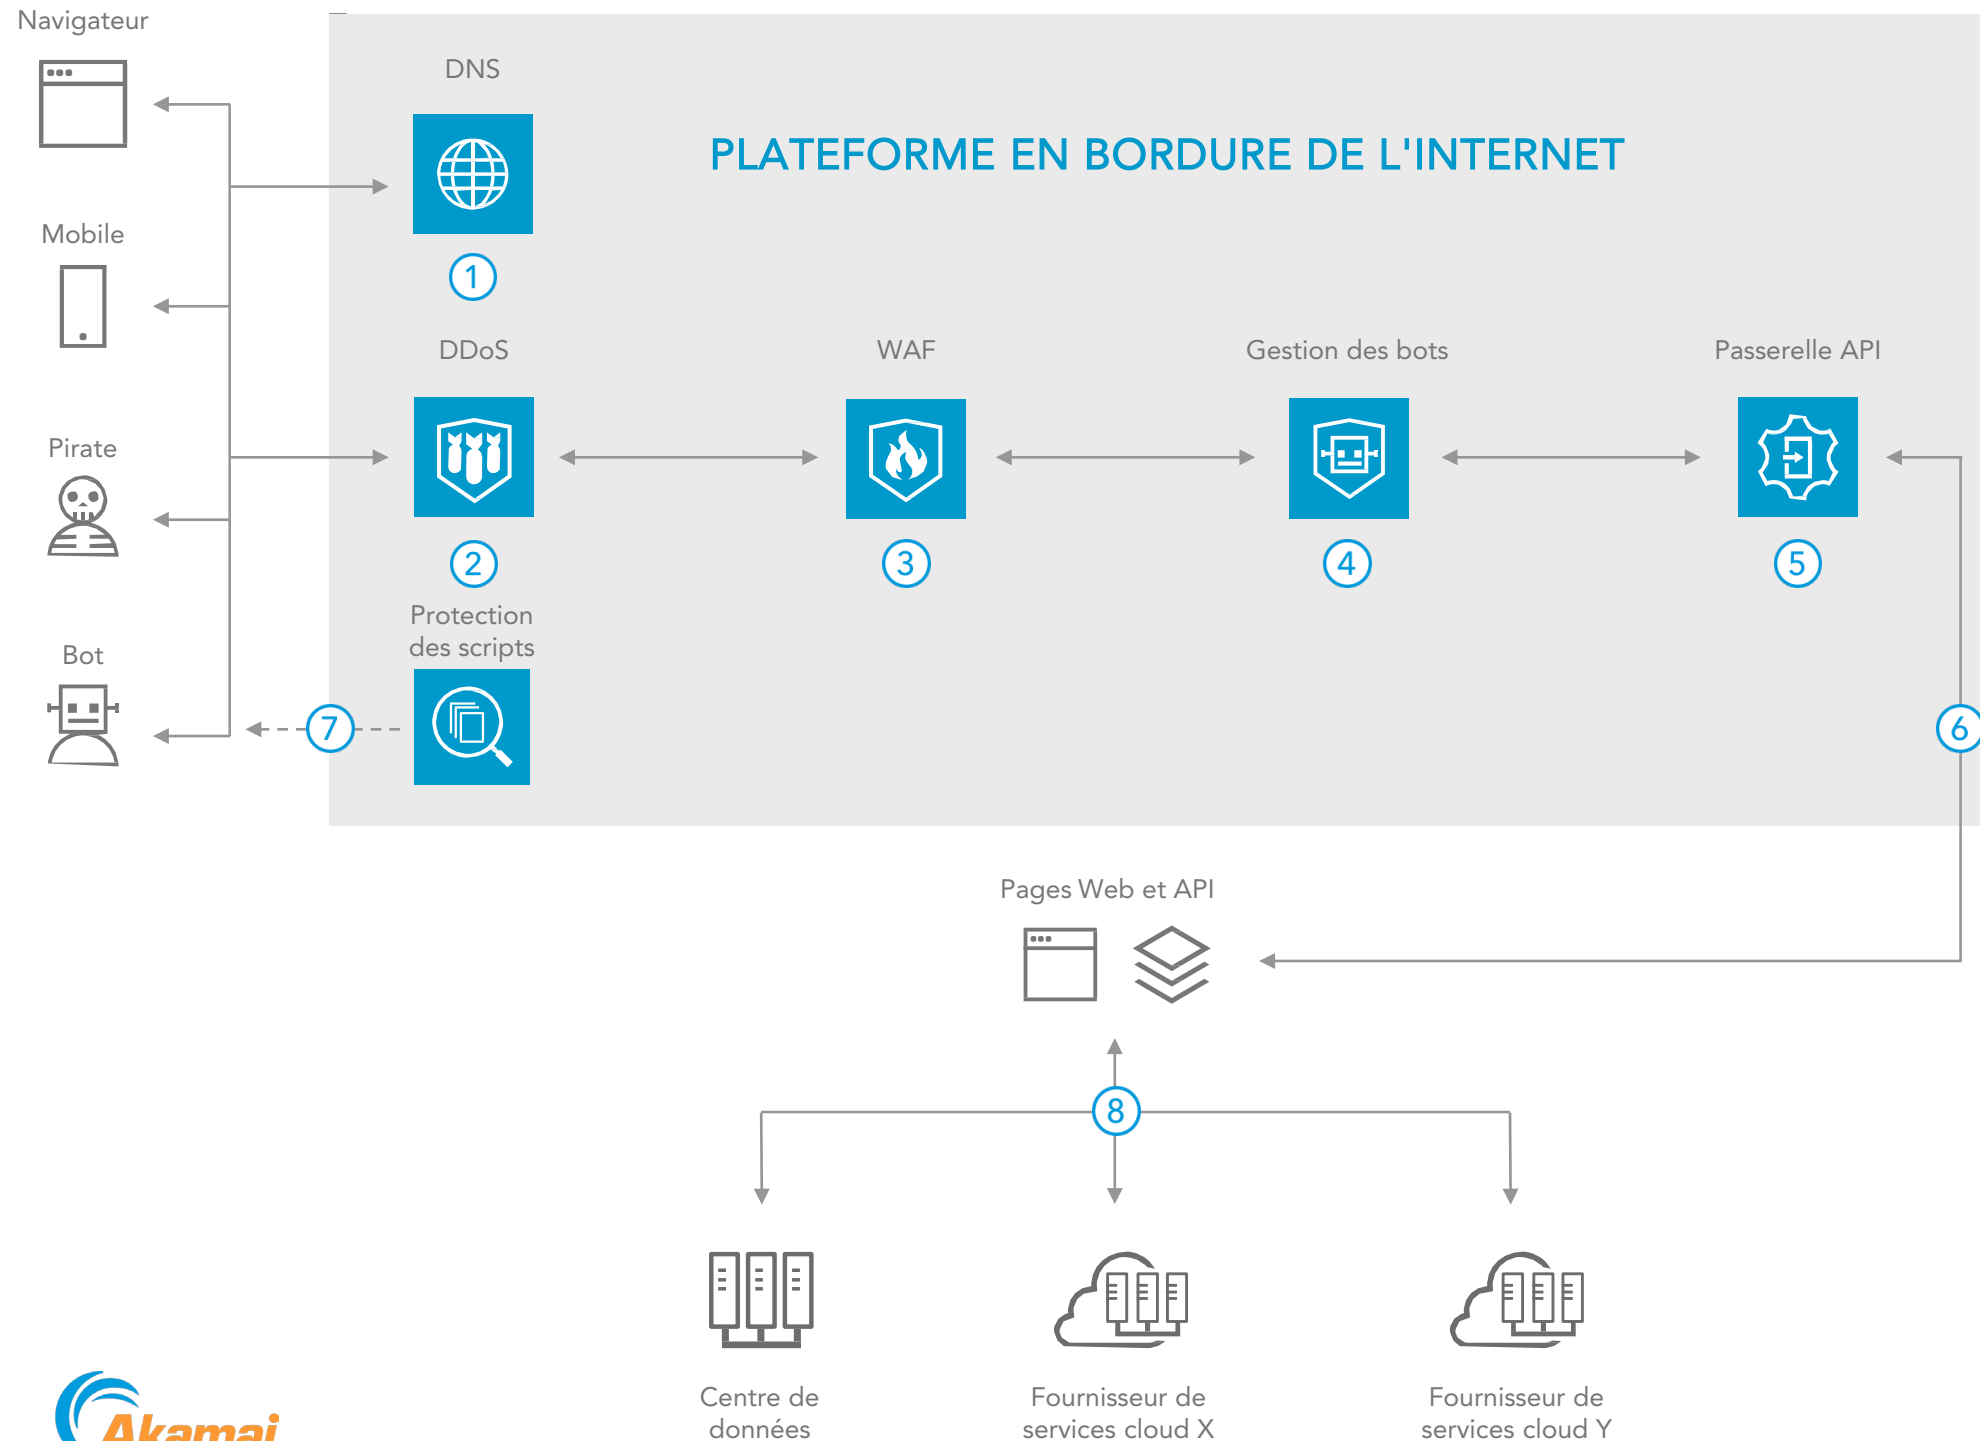 Navigateur
DNS
PLATEFORME EN BORDURE DE L'INTERNET
Mobile
1
DDoS
WAF
Gestion des bots
Passerelle API
Pirate
2
3
4
5
Protection
des scripts
Bot
7
6
Pages Web et API
8
Centre de
données
Fournisseur de
services cloud X
Fournisseur de
services cloud Y
Akamai